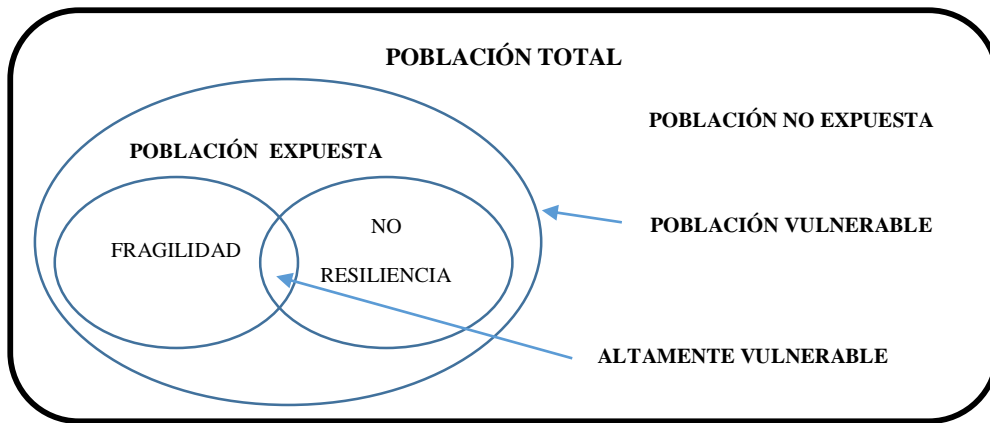 POBLACIÓN TOTAL
POBLACIÓN NO EXPUESTA
POBLACIÓN EXPUESTA
POBLACIÓN VULNERABLE
FRAGILIDAD
NO
RESILIENCIA
ALTAMENTE VULNERABLE